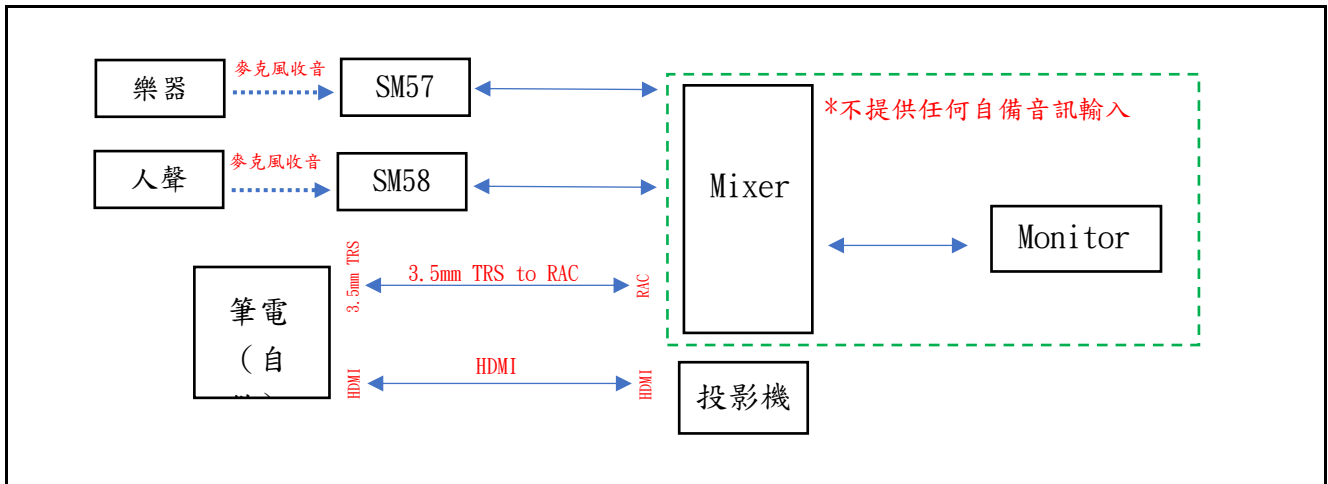 樂器
麥克風收音
SM57
人聲
麥克風收音
SM58
*不提供任何自備音訊輸入
Mixer
Monitor
筆電
（自
3.5mm TRS
3.5mm TRS to RAC
RAC
HDMI
HDMI
HDMI
投影機